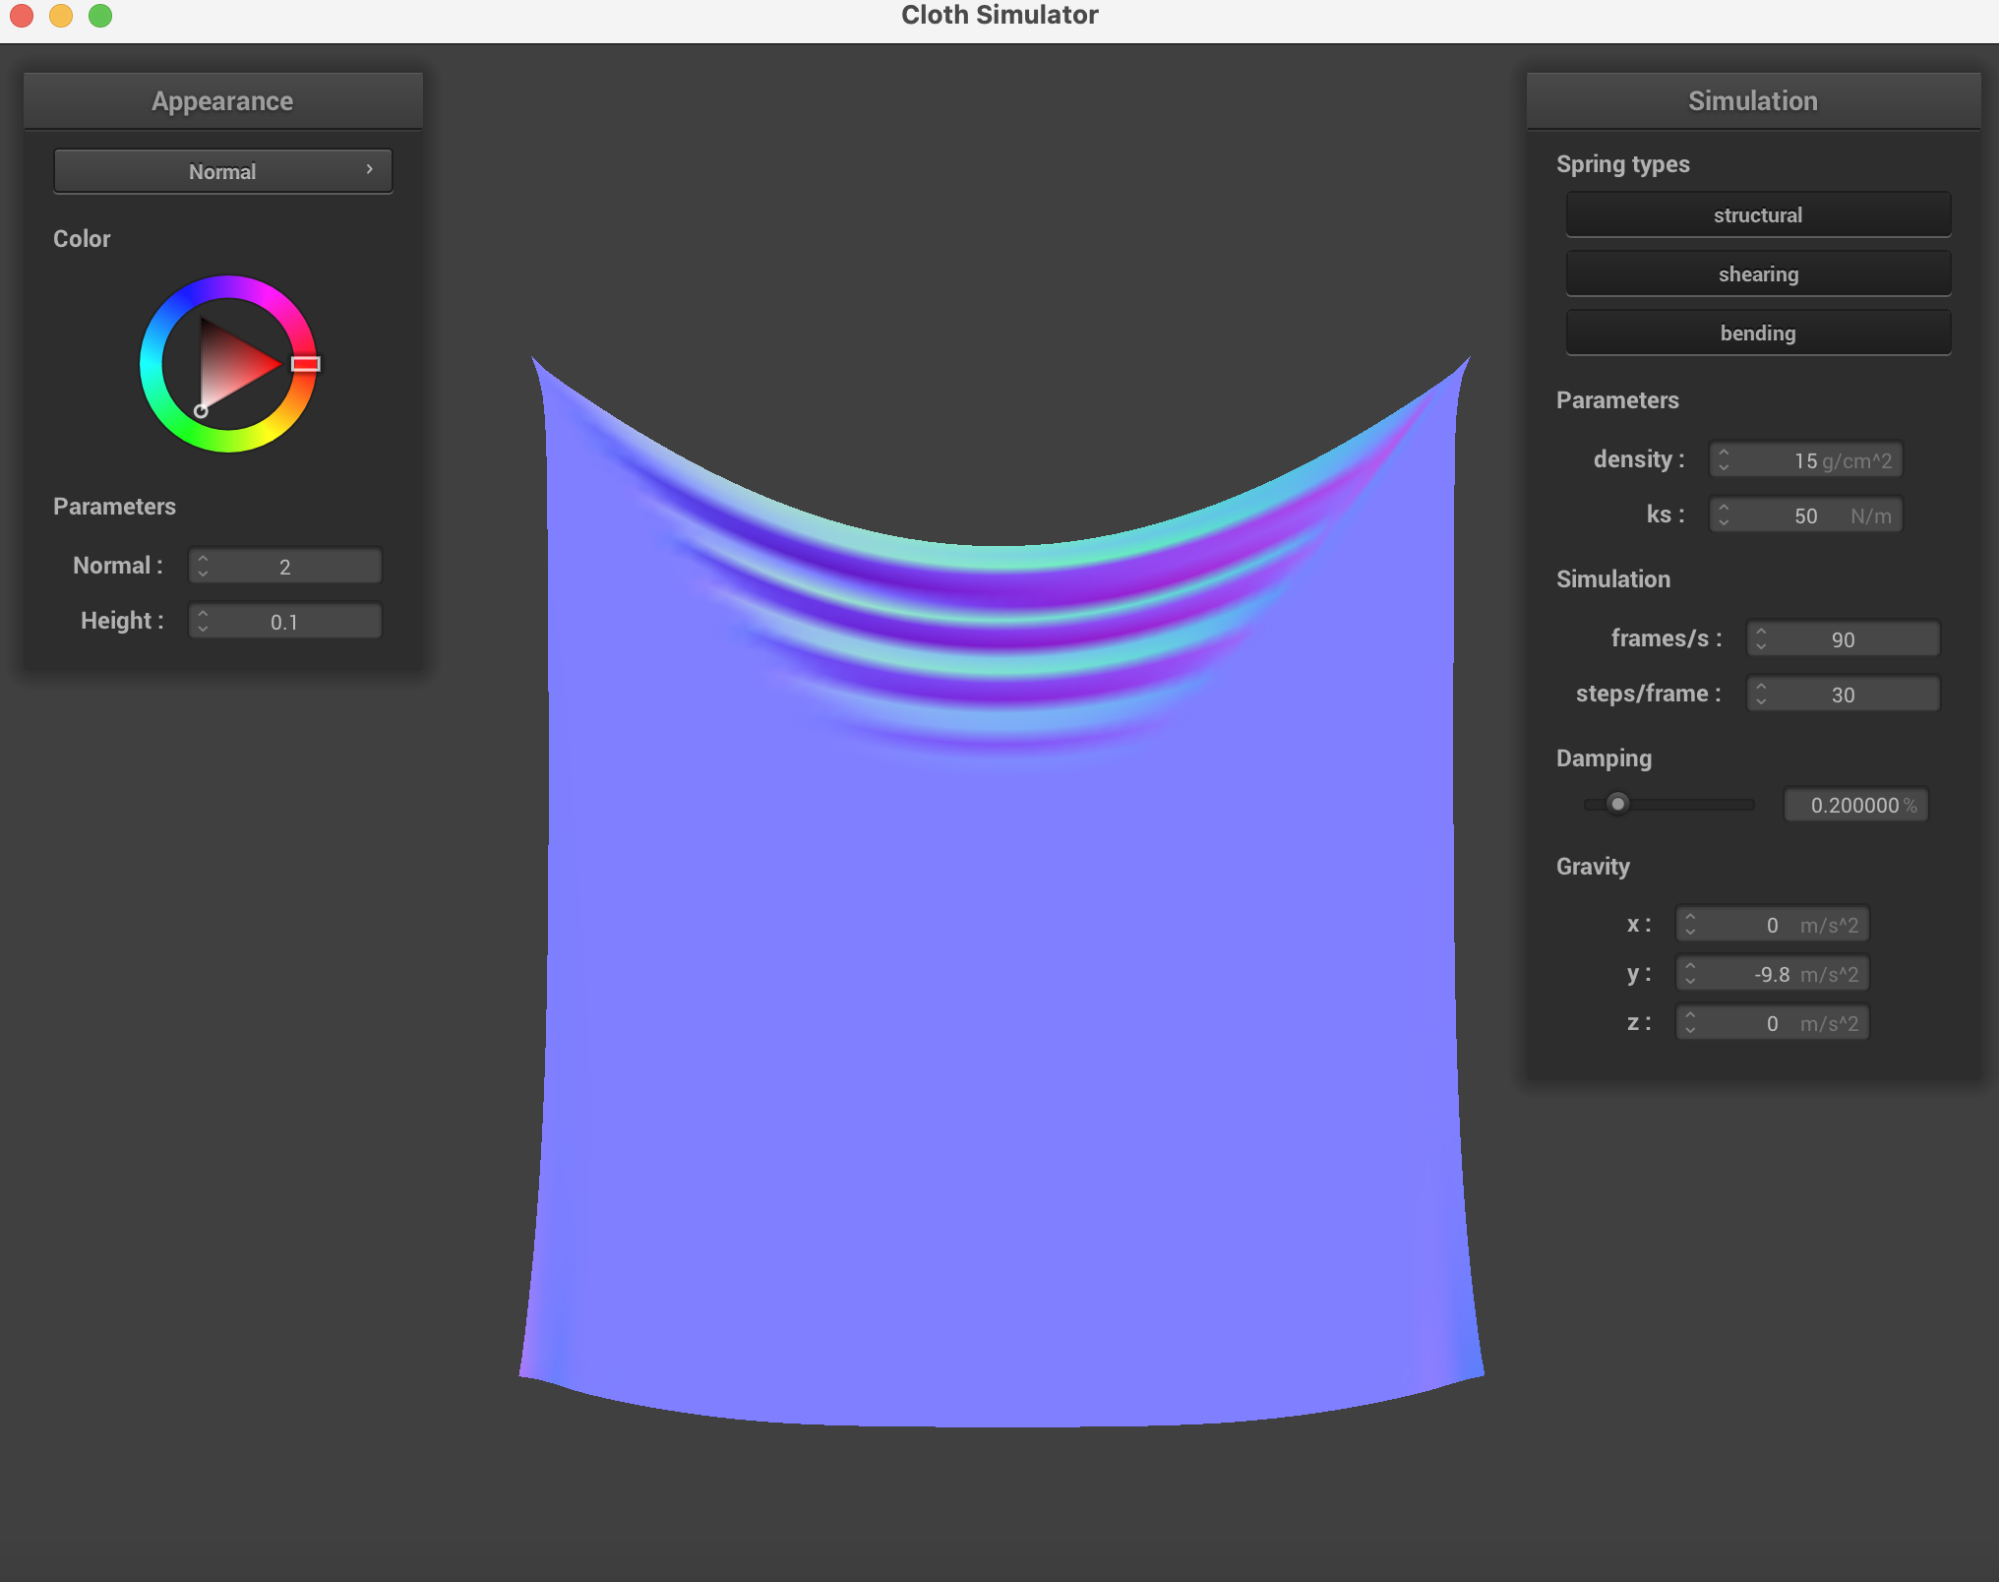 Cloth Simulator
Appearance
Normal
Color
Parameters
Normal : 2
Height : 0.1
Simulation
Spring types
structural
shearing
bending
Parameters
density : 15 g/cm^2
ks : 50 N/m
Simulation
frames/s : 90
steps/frame : 30
Damping
0.200000 %
Gravity
x : 0 m/s^2
y : -9.8 m/s^2
z : 0 m/s^2